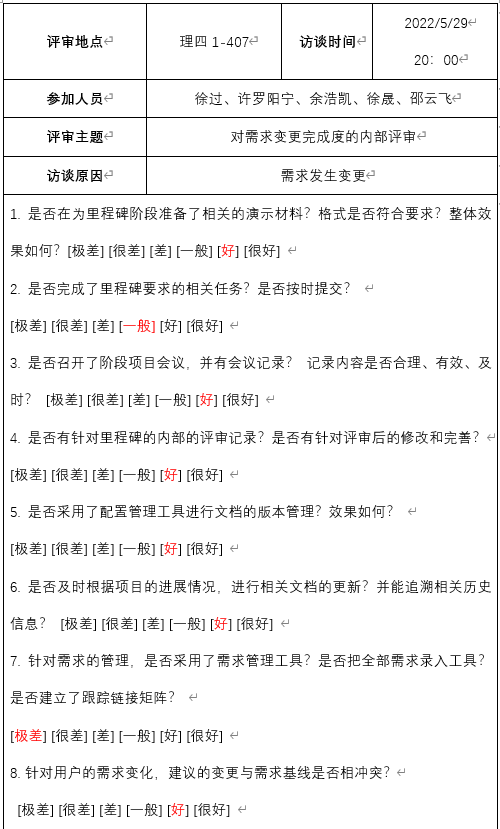 评审地点 理四 1-407 访谈时间 2022/5/29
20：00
参加人员 徐过、许罗阳宁、余浩凯、徐晟、邵云飞
评审主题 对需求变更完成度的内部评审
访谈原因 需求发生变更
1. 是否在为里程碑阶段准备了相关的演示材料？格式是否符合要求？整体效
果如何？[极差] [很差] [差] [一般] [好] [很好]
2. 是否完成了里程碑要求的相关任务？是否按时提交？
[极差] [很差] [差] [一般] [好] [很好]
3. 是否召开了阶段项目会议，并有会议记录？ 记录内容是否合理、有效、及
时？ [极差] [很差] [差] [一般] [好] [很好]
4. 是否有针对里程碑的内部的评审记录？是否有针对评审后的修改和完善？
[极差] [很差] [差] [一般] [好] [很好]
5. 是否采用了配置管理工具进行文档的版本管理？效果如何？
[极差] [很差] [差] [一般] [好] [很好]
6. 是否及时根据项目的进展情况，进行相关文档的更新？并能追溯相关历史
信息？ [极差] [很差] [差] [一般] [好] [很好]
7. 针对需求的管理，是否采用了需求管理工具？是否把全部需求录入工具？
是否建立了跟踪链接矩阵？
[极差] [很差] [差] [一般] [好] [很好]
8. 针对用户的需求变化，建议的变更与需求基线是否相冲突？
[极差] [很差] [差] [一般] [好] [很好]